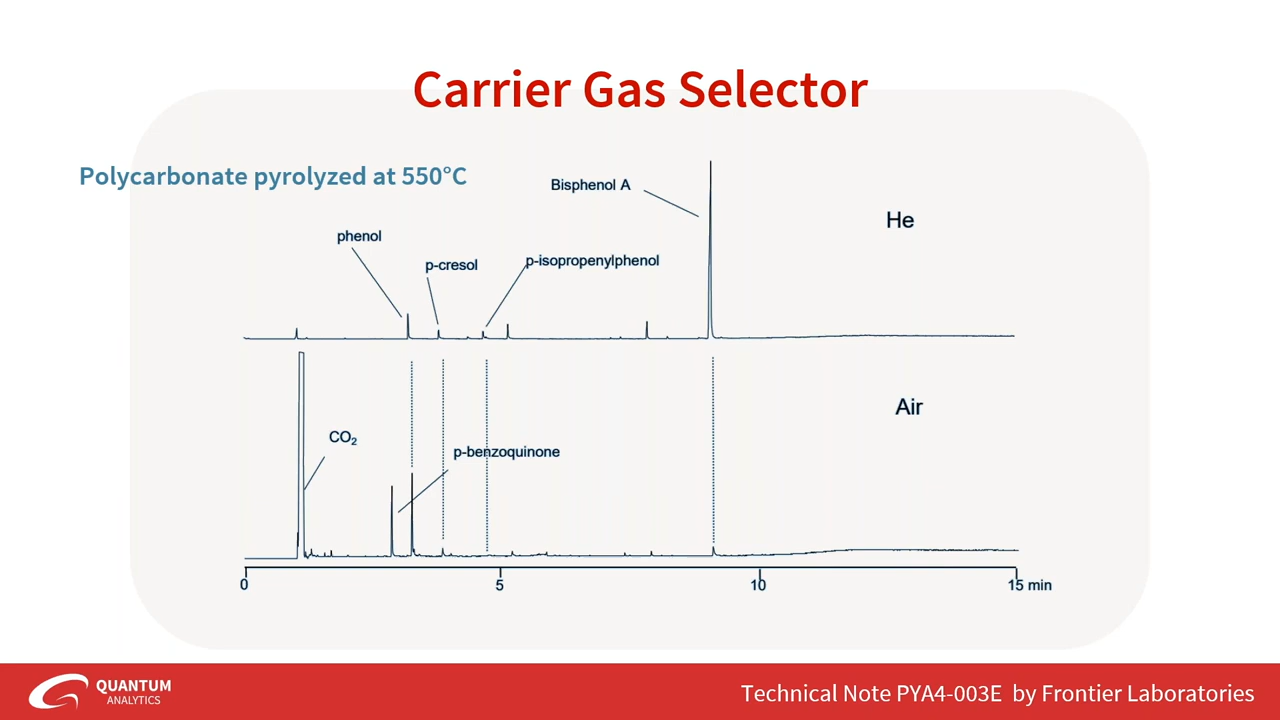 Carrier Gas Selector
Polycarbonate pyrolyzed at 550°C
Bisphenol A
He
phenol
p-cresol
p-isopropenylphenol
Air
CO₂
p-benzoquinone
0
5
10
15 min
QUANTUM
ANALYTICS
Technical Note PYA4-003E by Frontier Laboratories